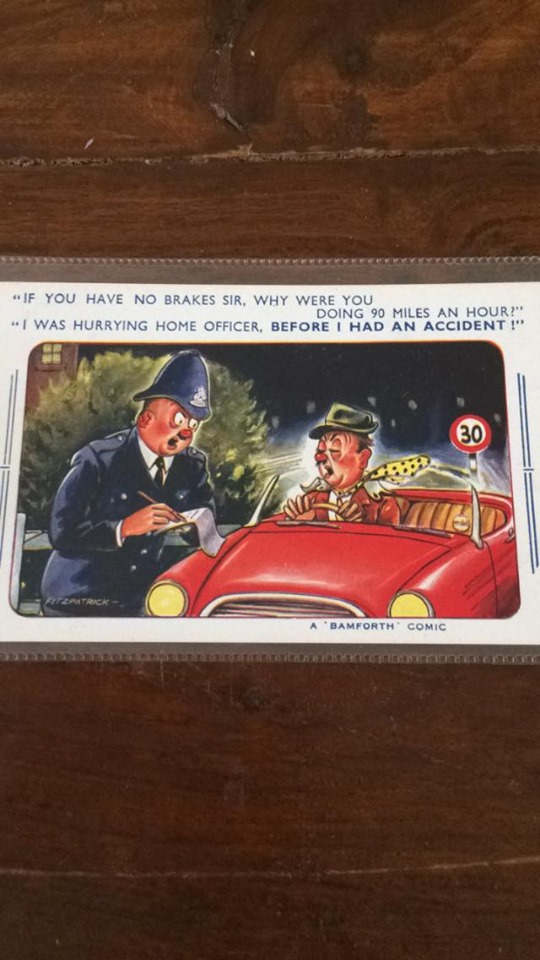 "IF YOU HAVE NO BRAKES SIR, WHY WERE YOU
DOING 90 MILES AN HOUR?"
"I WAS HURRYING HOME OFFICER, BEFORE I HAD AN ACCIDENT!"
30
FITZPATRICK -
A 'BAMFORTH' COMIC